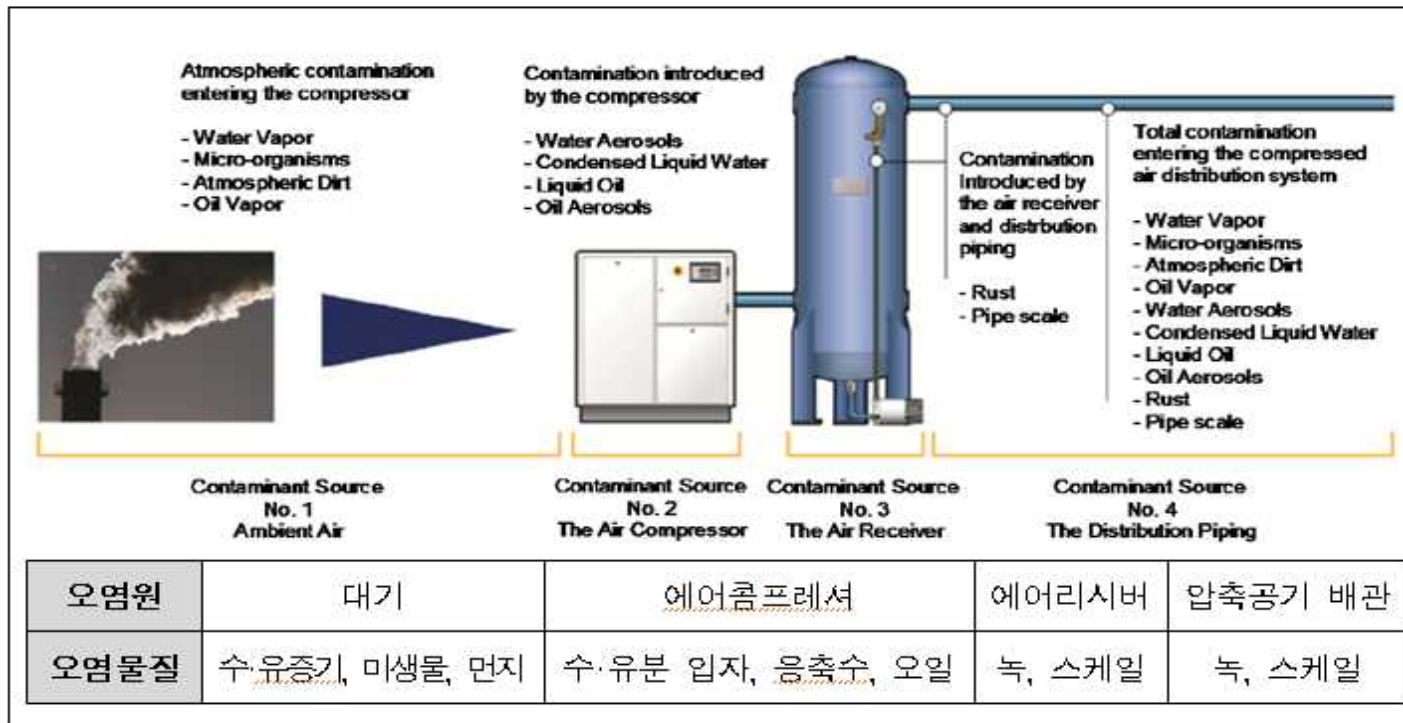 Atmospheric contamination
entering the compressor
- Water Vapor
- Micro-organisms
- Atmospheric Dirt
- Oil Vapor
Contamination introduced
by the compressor
- Water Aerosols
- Condensed Liquid Water
- Liquid Oil
- Oil Aerosols
Contamination
Introduced by
the air receiver
and distrbution
piping
- Rust
- Pipe scale
Total contamination
entering the compressed
air distribution system
- Water Vapor
- Micro-organisms
- Atmospheric Dirt
- Oil Vapor
- Water Aerosols
- Condensed Liquid Water
- Liquid Oil
- Oil Aerosols
- Rust
- Pipe scale
Contaminant Source
No. 1
Ambient Air
Contaminant Source
No. 2
The Air Compressor
Contaminant Source
No. 3
The Air Receiver
Contaminant Source
No. 4
The Distribution Piping
오염원 대기 에어콤프레셔 에어리시버 압축공기 배관
오염물질 수·유증기, 미생물, 먼지 수·유분 입자, 응축수, 오일 녹, 스케일 녹, 스케일